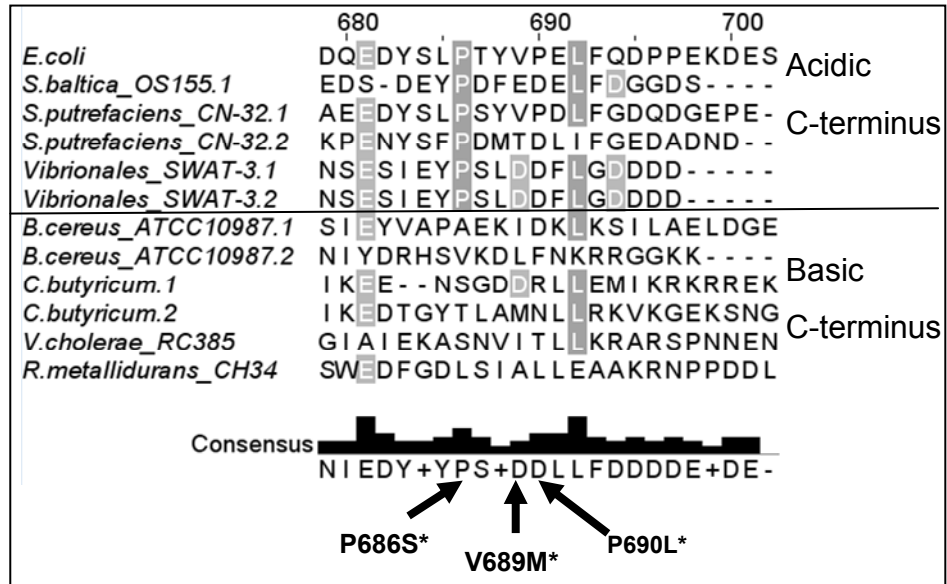 680 690 700
E.coli DQEDYSLPTYVPELFQDPPEKDES
Acidic
S.baltica_OS155.1 EDS-DEYPDFEDELFDGGDS----
S.putrefaciens_CN-32.1 AEEDYSLPSYVPDLFGDQDGEPE-
C-terminus
S.putrefaciens_CN-32.2 KPENYSFPDMTDLIFGEDADND--
Vibrionales_SWAT-3.1 NSESIEYPSLDDFLGDDDD-----
Vibrionales_SWAT-3.2 NSESIEYPSLDDFLGDDDD-----
B.cereus_ATCC10987.1 SIEYVAPAEKIDKLKSILAELDGE
B.cereus_ATCC10987.2 NIYDRHSVKDLFNKRRGGKK----
Basic
C.butyricum.1 IKEE--NSGDDRLLEMIKRKRREK
C.butyricum.2 IKEDTGYTLAMNLLRKVKGEKSNG
C-terminus
V.cholerae_RC385 GIAIEKASNVITLLKRARSPNNEN
R.metallidurans_CH34 SWEDFGDLSIALLEAAKRNPPDDL
Consensus
NIEDY+YPS+DDLLFDDDDE+DE-
P686S*
V689M*
P690L*